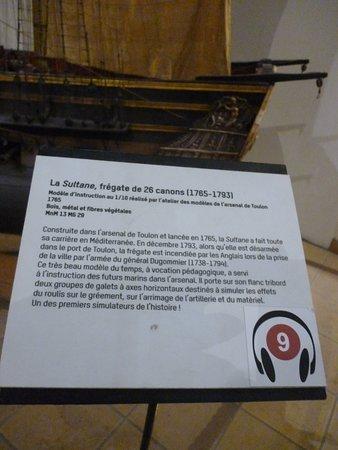 La Sultane, frégate de 26 canons (1765-1793)
Modèle d'instruction au 1/10 réalisé par l'atelier des modèles de l'arsenal de Toulon
1765
Bois, métal et fibres végétales
MnM 13 MG 29
Construite dans l'arsenal de Toulon et lancée en 1765, la Sultane a fait toute
sa carrière en Méditerranée. En décembre 1793, alors qu'elle est désarmée
dans le port de Toulon, la frégate est incendiée par les Anglais lors de la prise
de la ville par l'armée du général Dugommier (1738-1794).
Ce très beau modèle du temps, à vocation pédagogique, a servi
à l'instruction des futurs marins dans l'arsenal. Il porte sur son flanc tribord
deux groupes de galets à axes horizontaux destinés à simuler les effets
du roulis sur le gréement, sur l'arrimage de l'artillerie et du matériel.
Un des premiers simulateurs de l'histoire !
9